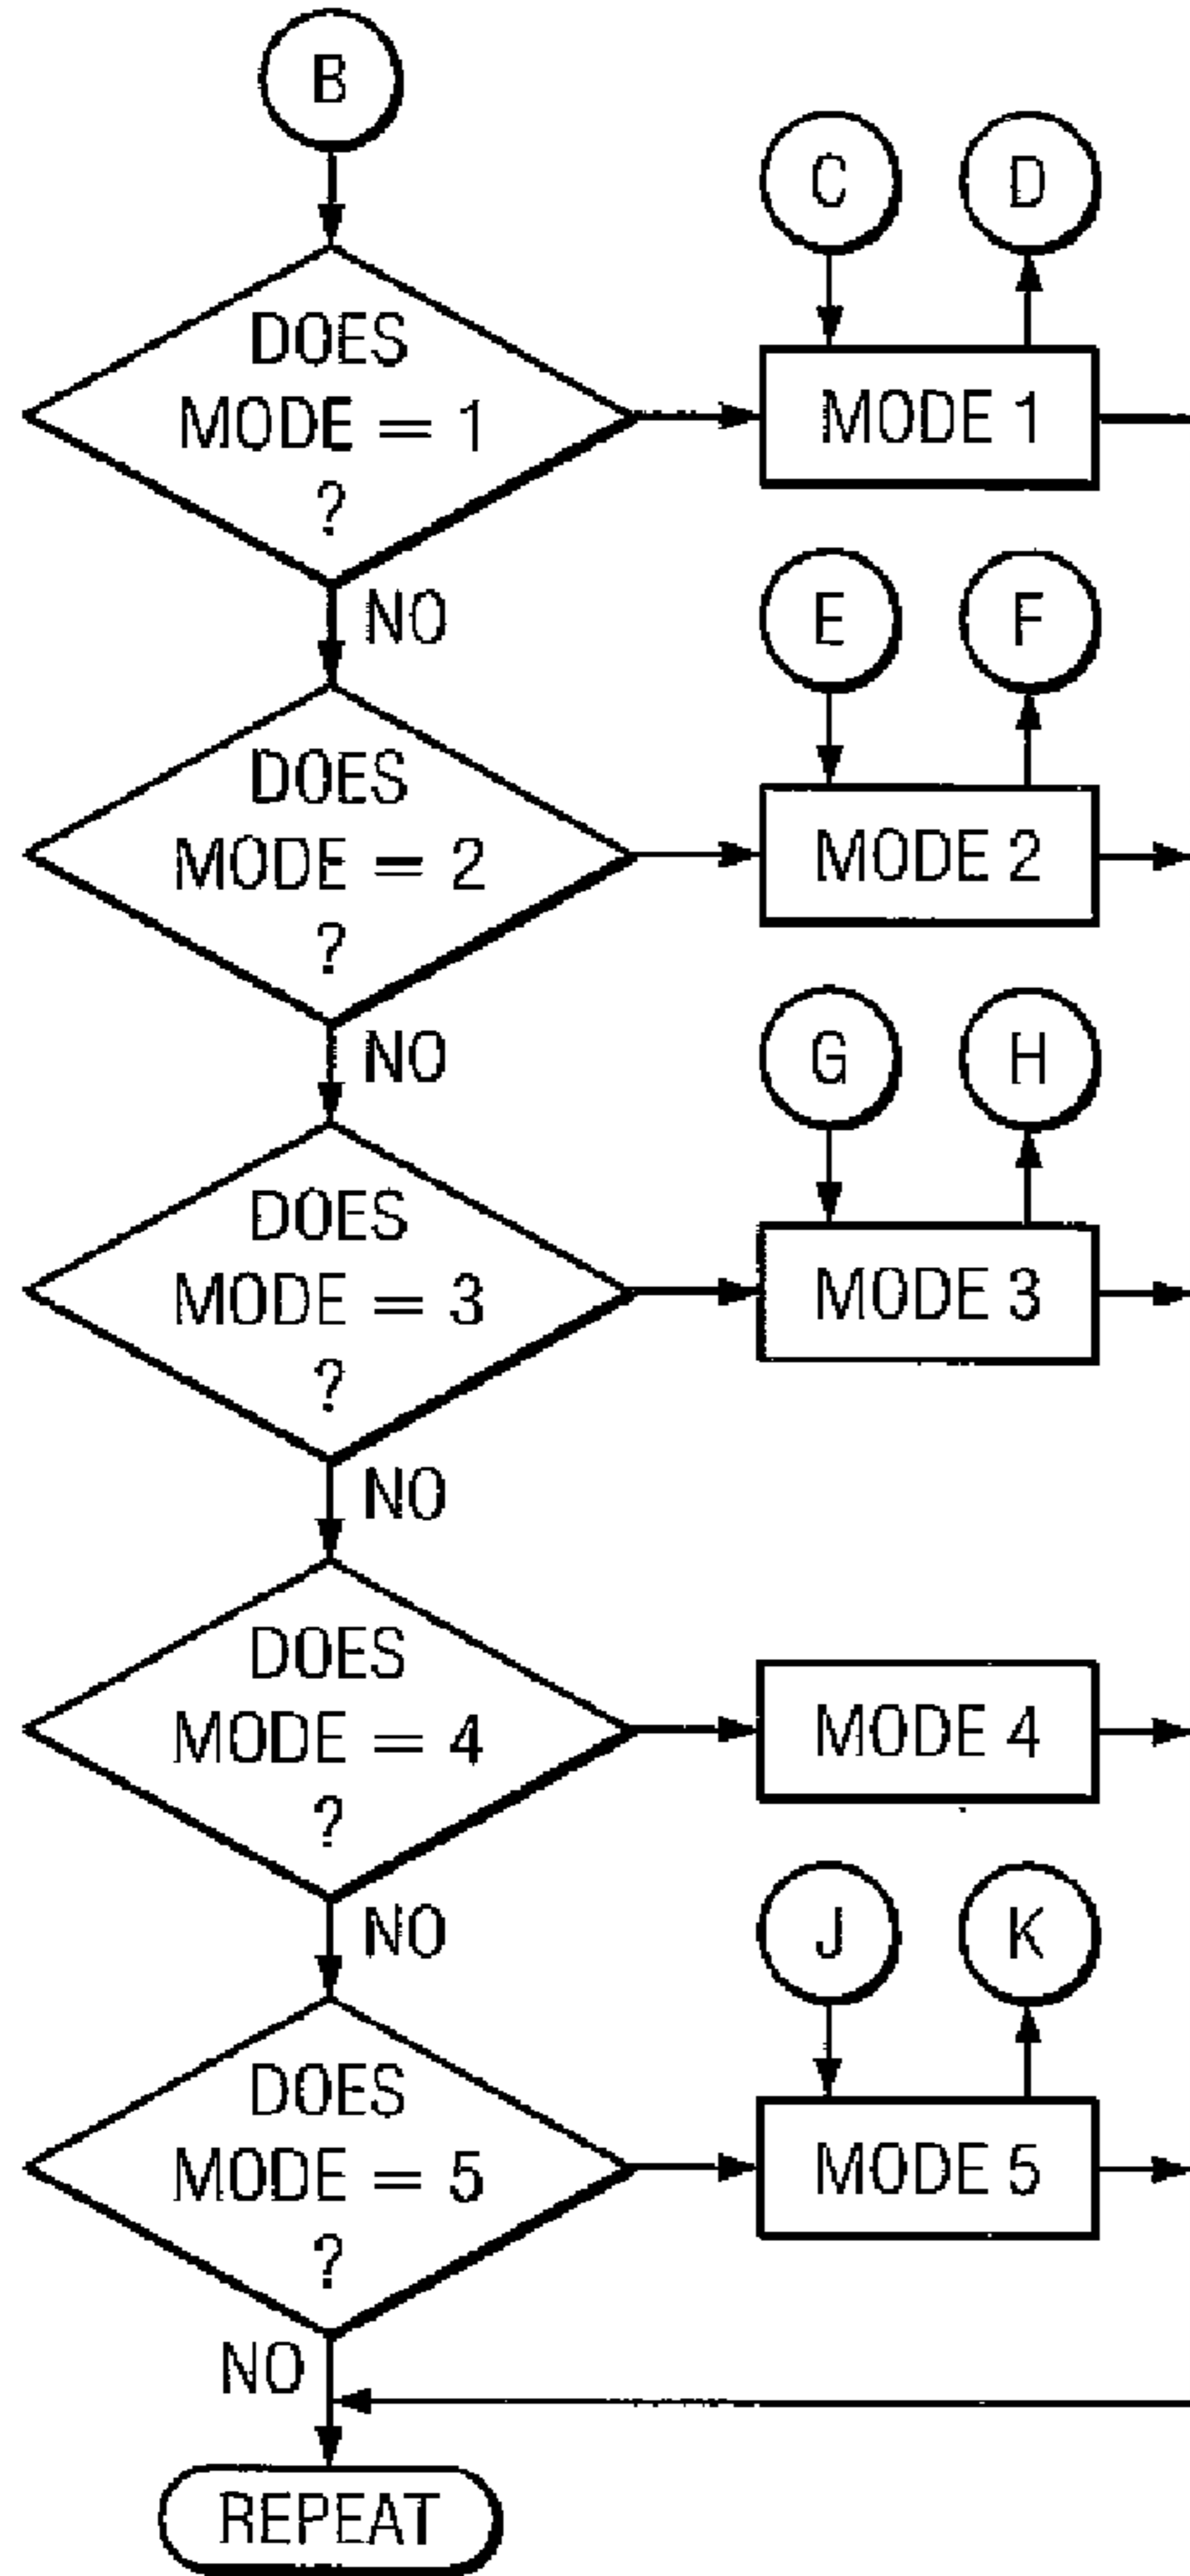 B
C
D
DOES
MODE = 1
?
MODE 1
NO
E
F
DOES
MODE = 2
?
MODE 2
NO
G
H
DOES
MODE = 3
?
MODE 3
NO
DOES
MODE = 4
?
MODE 4
NO
J
K
DOES
MODE = 5
?
MODE 5
NO
REPEAT